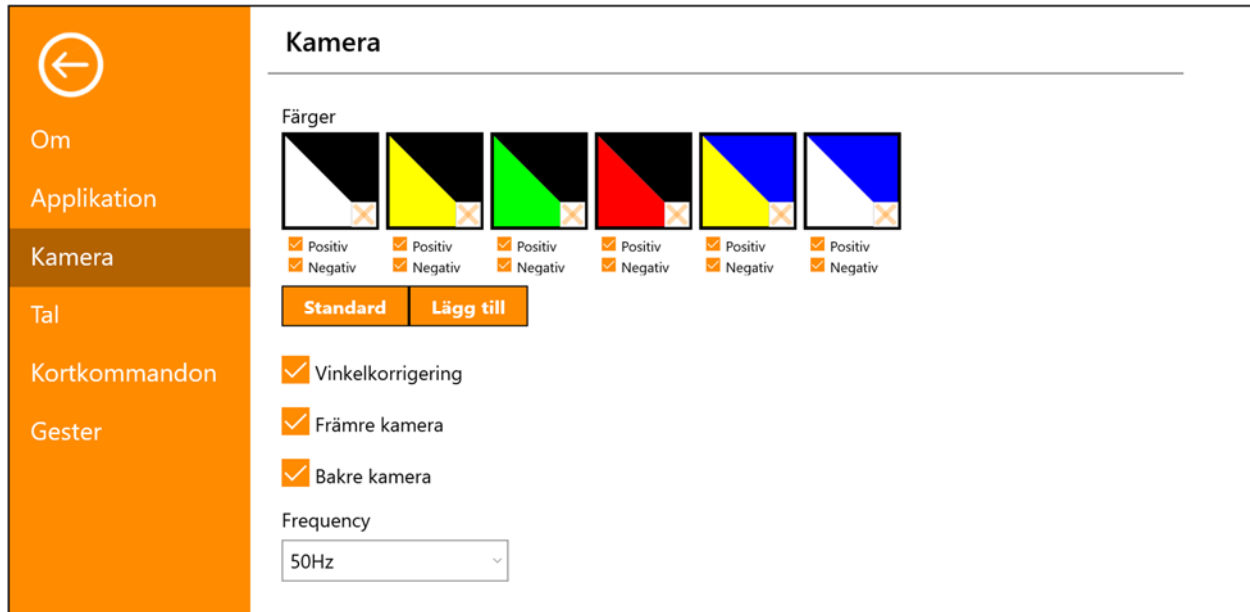 Kamera
Om
Applikation
Kamera
Tal
Kortkommandon
Gester
Färger
Positiv Positiv Positiv Positiv Positiv Positiv
Negativ Negativ Negativ Negativ Negativ Negativ
Standard Lägg till
Vinkelkorrigering
Främre kamera
Bakre kamera
Frequency
50Hz